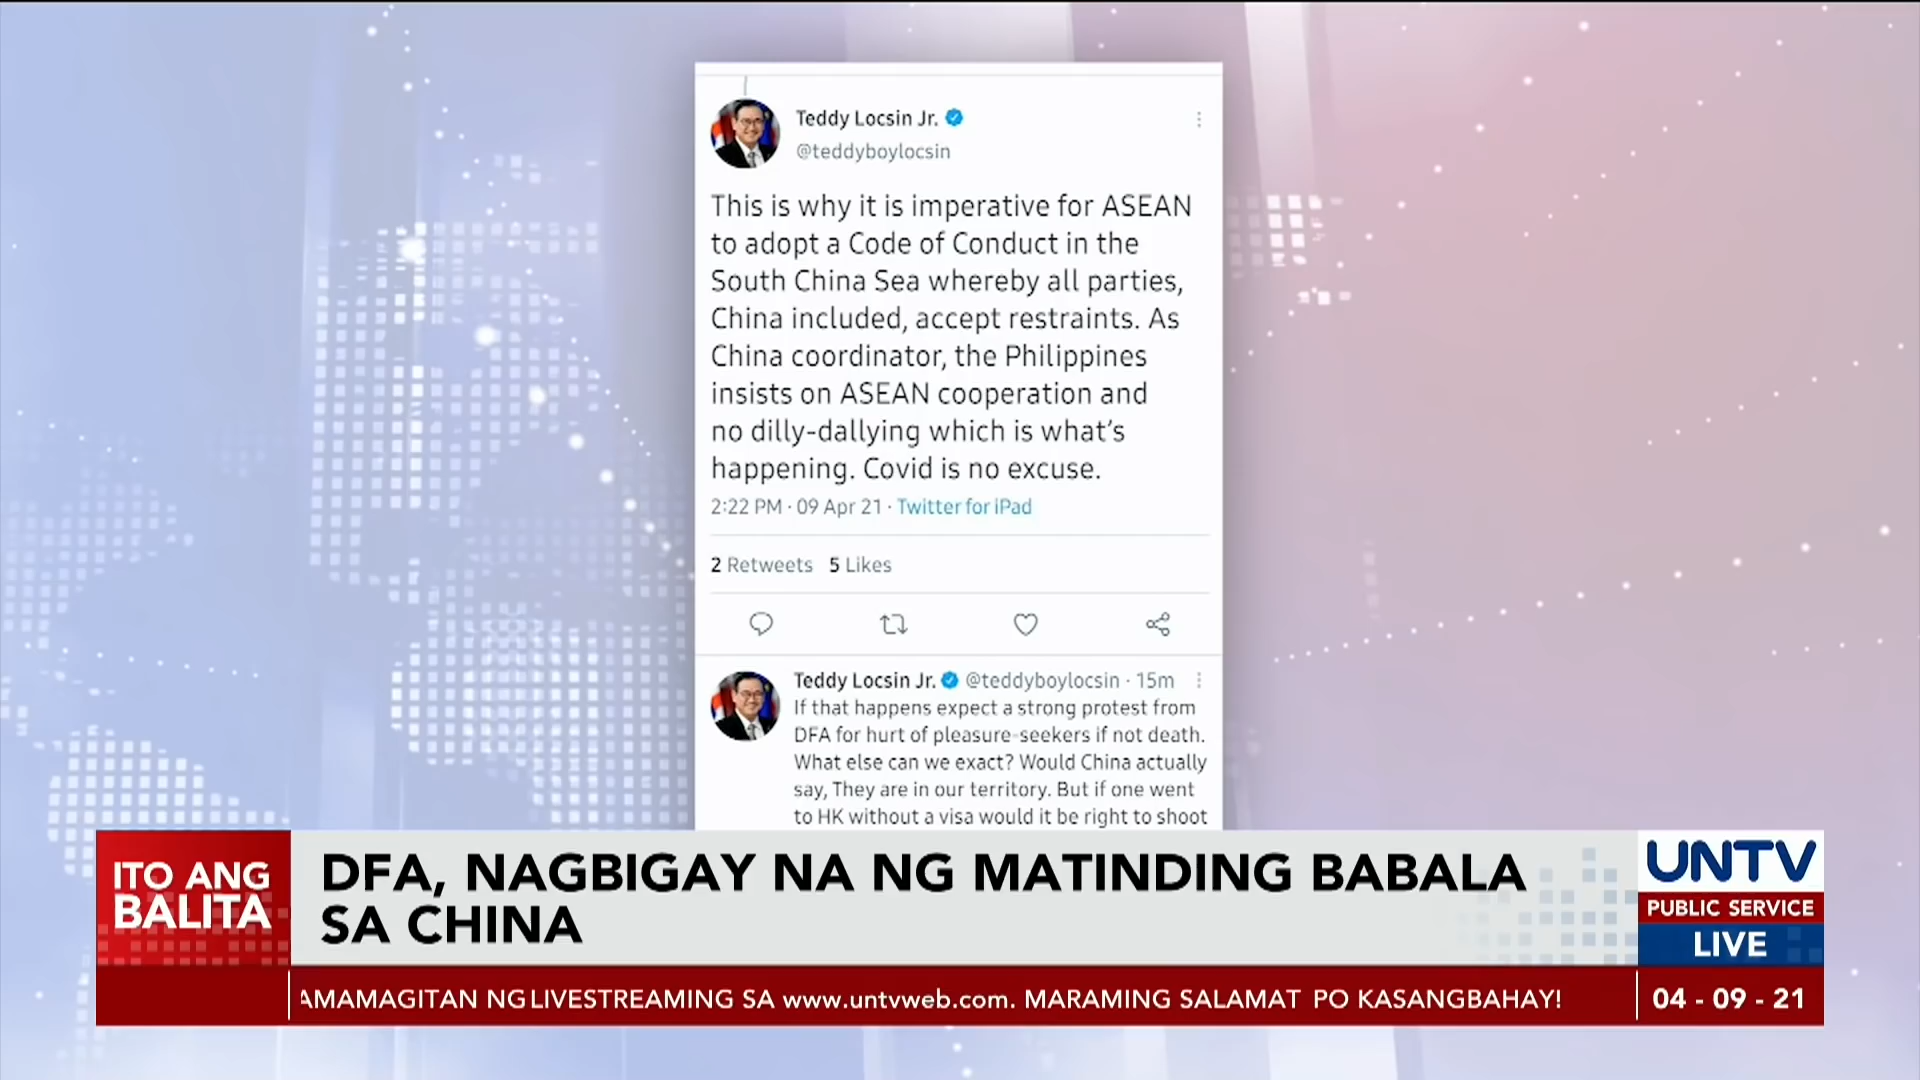 Teddy Locsin Jr.
@teddyboylocsin
This is why it is imperative for ASEAN
to adopt a Code of Conduct in the
South China Sea whereby all parties,
China included, accept restraints. As
China coordinator, the Philippines
insists on ASEAN cooperation and
no dilly-dallying which is what's
happening. Covid is no excuse.
2:22 PM · 09 Apr 21 · Twitter for iPad
2 Retweets 5 Likes
Teddy Locsin Jr. @teddyboylocsin · 15m
If that happens expect a strong protest from
DFA for hurt of pleasure-seekers if not death.
What else can we exact? Would China actually
say, They are in our territory. But if one went
to HK without a visa would it be right to shoot
ITO ANG
BALITA
DFA, NAGBIGAY NA NG MATINDING BABALA
SA CHINA
UNTV
PUBLIC SERVICE
LIVE
AMAMAGITAN NG LIVESTREAMING SA www.untvweb.com. MARAMING SALAMAT PO KASANGBAHAY!
04 - 09 - 21